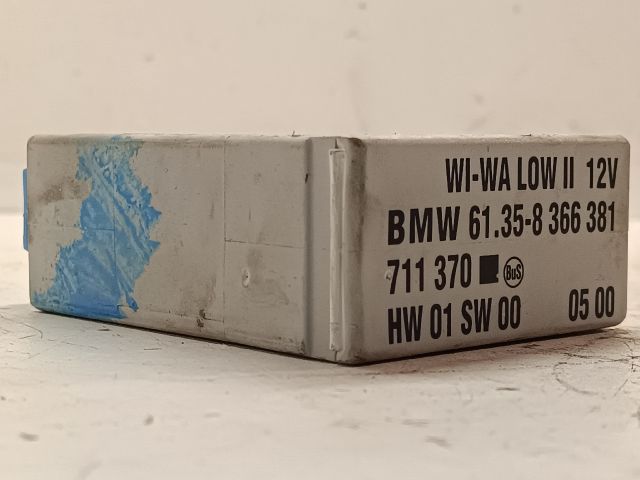 WI-WA LOW II 12V
BMW 61.35-8 366 381
711 370 ■ BuS
HW 01 SW 00 05 00